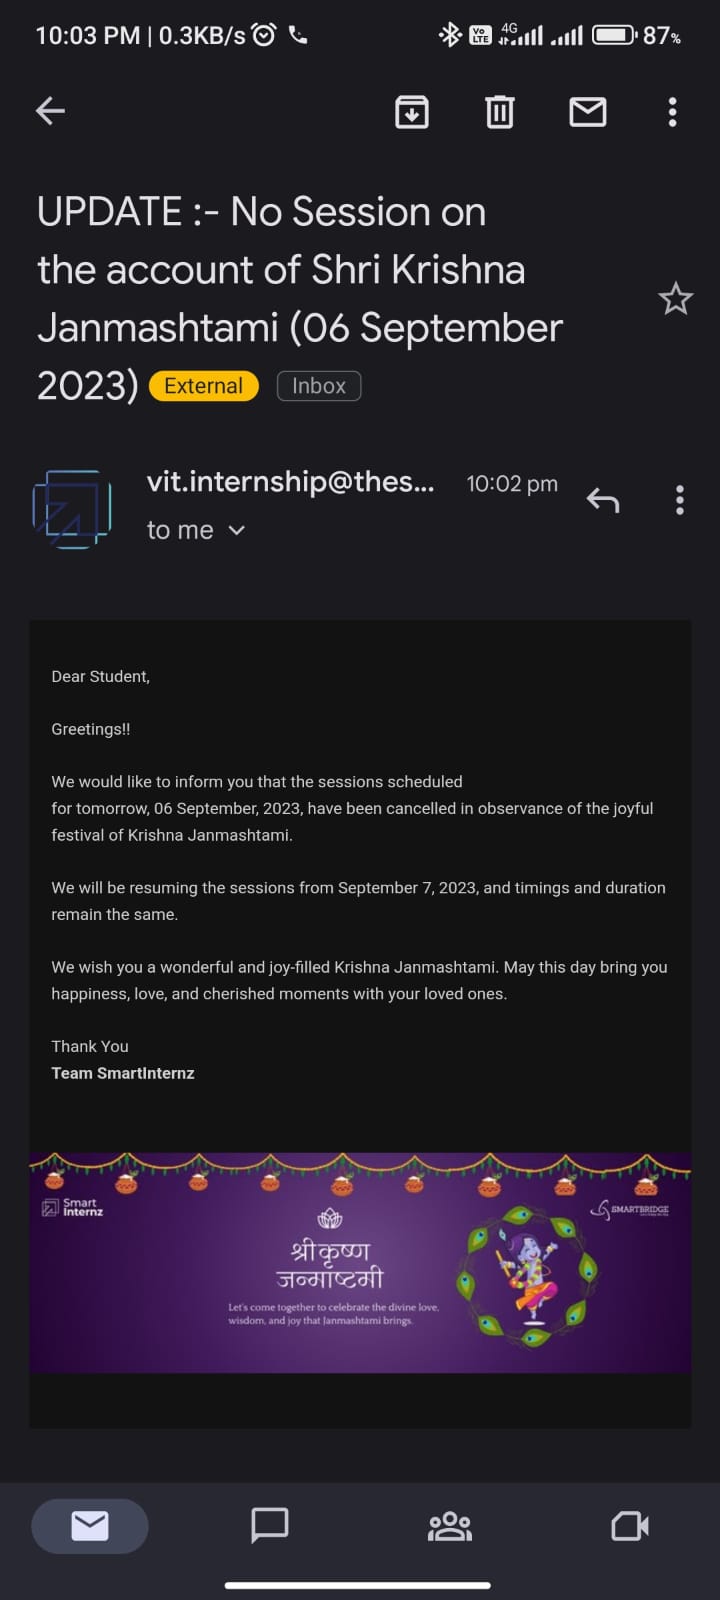 10:03 PM | 0.3KB/s
Vo LTE 4G 87%
UPDATE :- No Session on
the account of Shri Krishna
Janmashtami (06 September
2023) External Inbox
vit.internship@thes... 10:02 pm
to me
Dear Student,
Greetings!!
We would like to inform you that the sessions scheduled
for tomorrow, 06 September, 2023, have been cancelled in observance of the joyful
festival of Krishna Janmashtami.
We will be resuming the sessions from September 7, 2023, and timings and duration
remain the same.
We wish you a wonderful and joy-filled Krishna Janmashtami. May this day bring you
happiness, love, and cherished moments with your loved ones.
Thank You
Team SmartInternz
Smart
Internz
SMARTBRIDGE
श्रीकृष्ण
जन्माष्टमी
Let's come together to celebrate the divine love,
wisdom, and joy that Janmashtami brings.